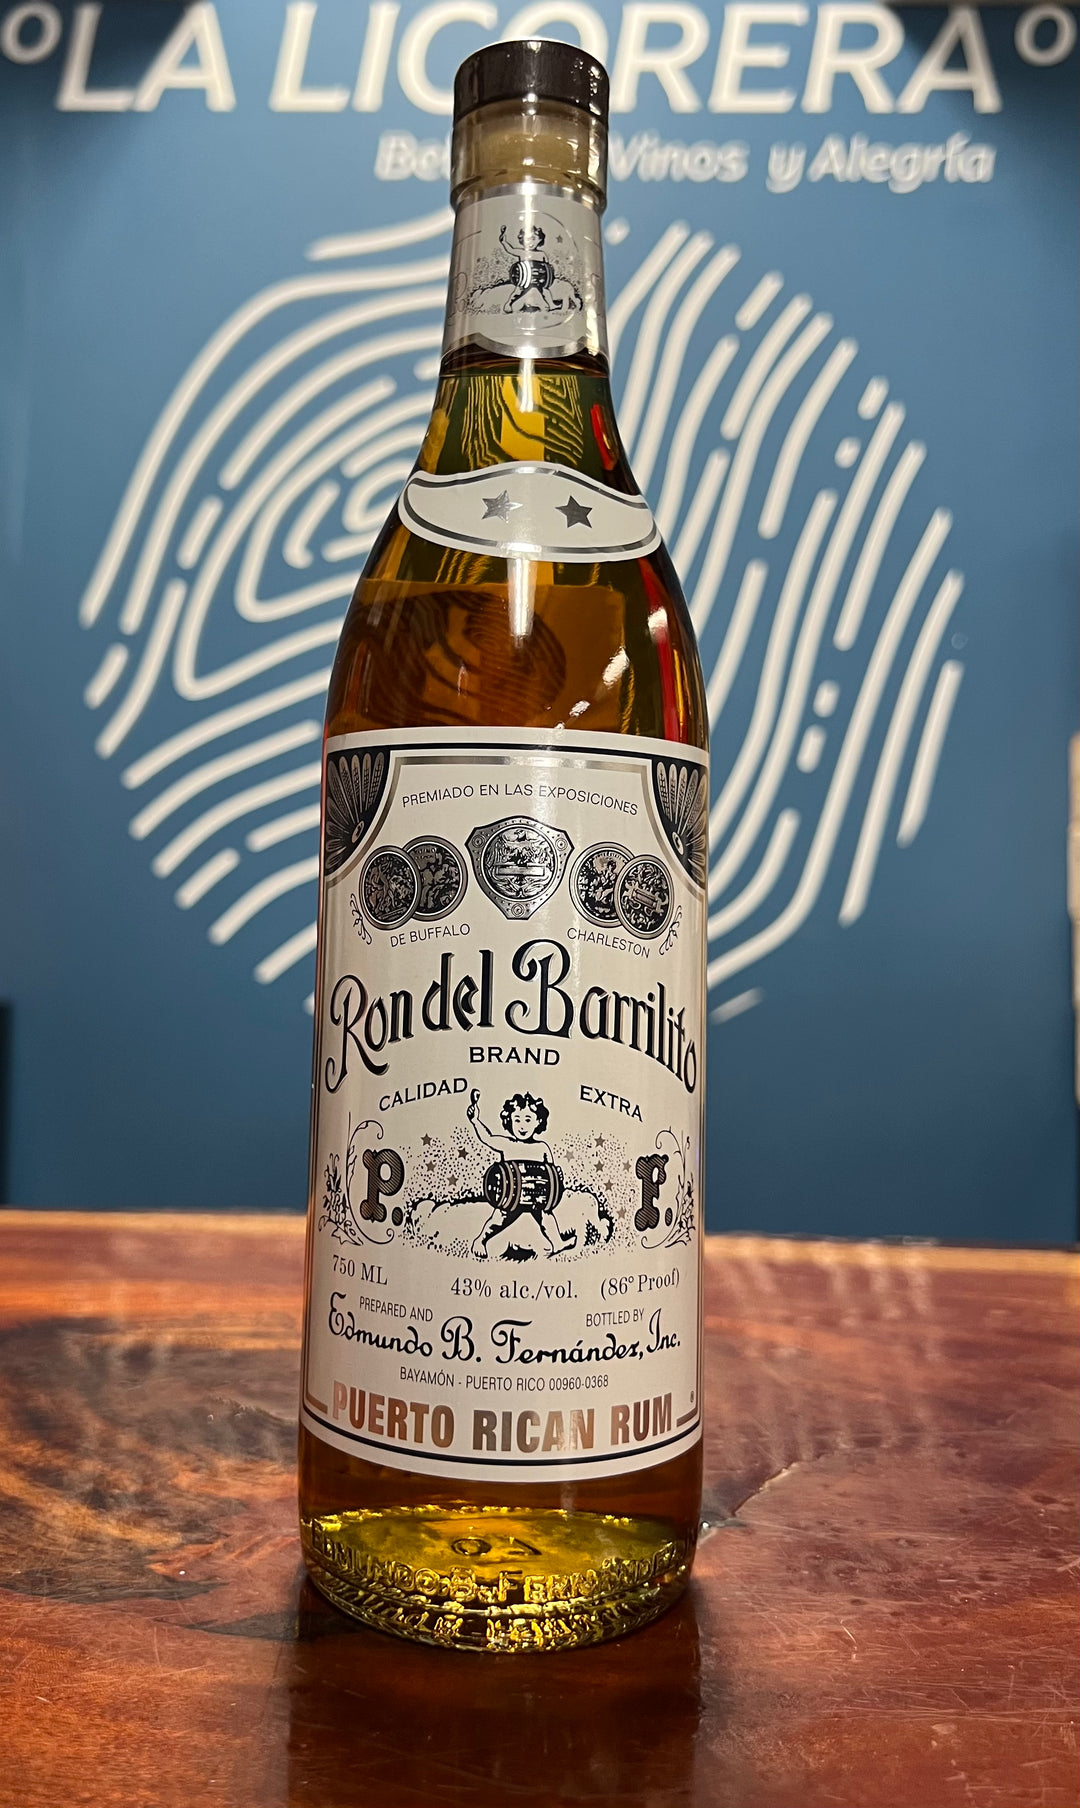 °LA LICORERA°
Vinos y Alegría
PREMIADO EN LAS EXPOSICIONES
DE BUFFALO CHARLESTON
Ron del Barrilito
BRAND
CALIDAD EXTRA
P. F.
750 ML 43% alc./vol. (86° Proof)
PREPARED AND BOTTLED BY
Edmundo B. Fernández, Inc.
BAYAMÓN - PUERTO RICO 00960-0368
PUERTO RICAN RUM ®
EDMUNDO B. FERNÁNDEZ